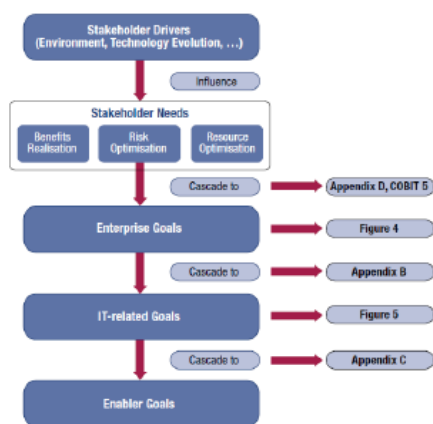 Stakeholder Drivers
(Environment, Technology Evolution, …)
Influence
Stakeholder Needs
Benefits
Realisation
Risk
Optimisation
Resource
Optimisation
Cascade to
Appendix D, COBIT 5
Enterprise Goals
Figure 4
Cascade to
Appendix B
IT-related Goals
Figure 5
Cascade to
Appendix C
Enabler Goals